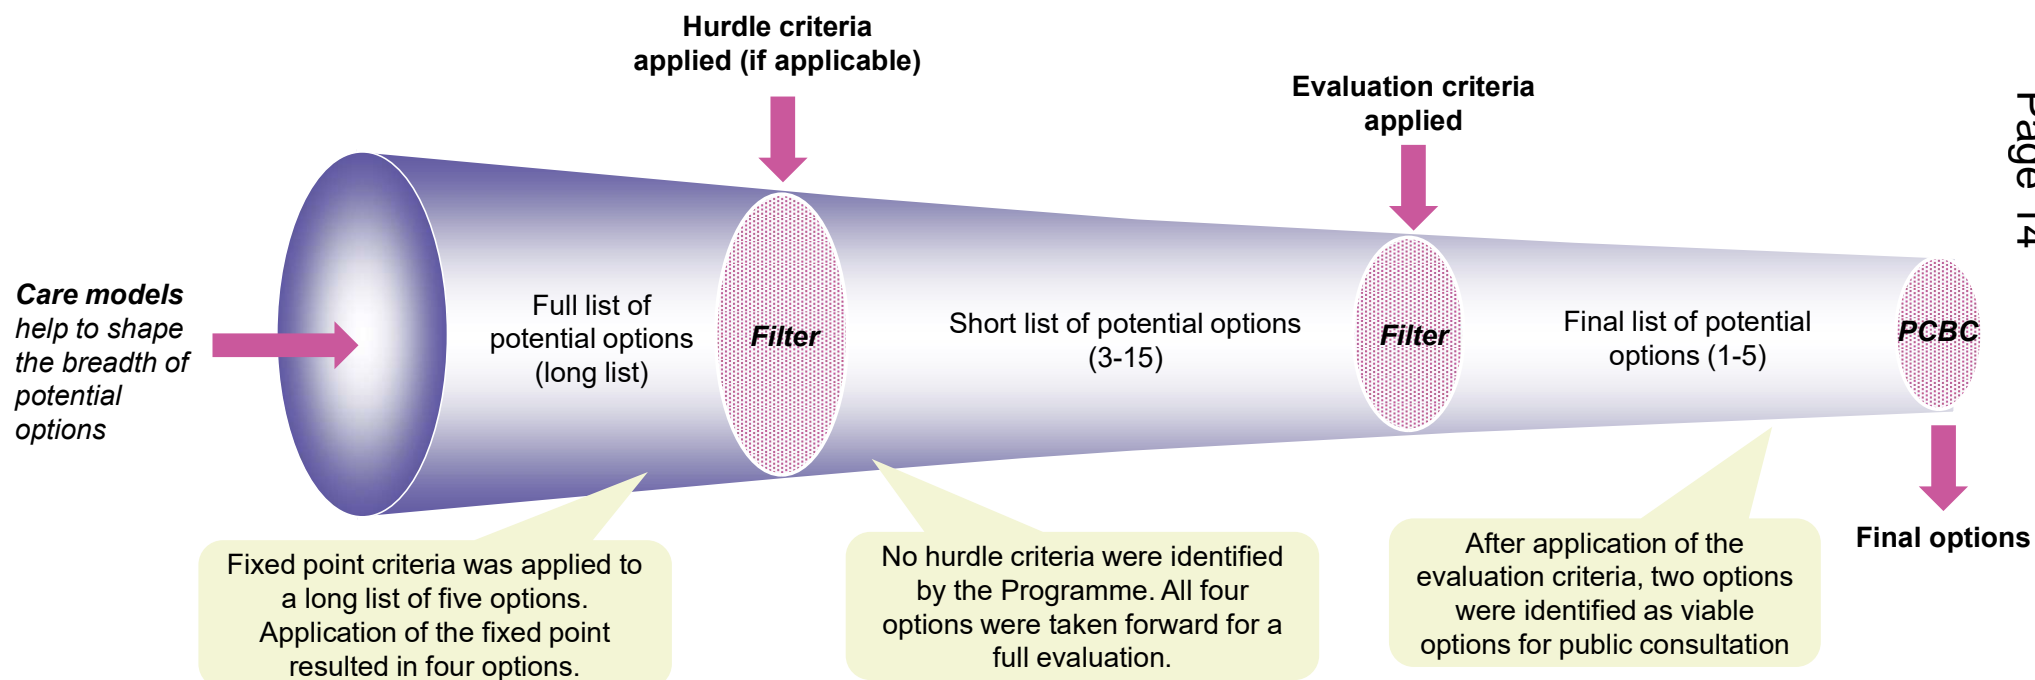 Hurdle criteria
applied (if applicable)
Evaluation criteria
applied
Page 14
Care models
help to shape
the breadth of
potential
options
Full list of
potential options
(long list)
Filter
Short list of potential options
(3-15)
Filter
Final list of potential
options (1-5)
PCBC
Final options
Fixed point criteria was applied to
a long list of five options.
Application of the fixed point
resulted in four options.
No hurdle criteria were identified
by the Programme. All four
options were taken forward for a
full evaluation.
After application of the
evaluation criteria, two options
were identified as viable
options for public consultation